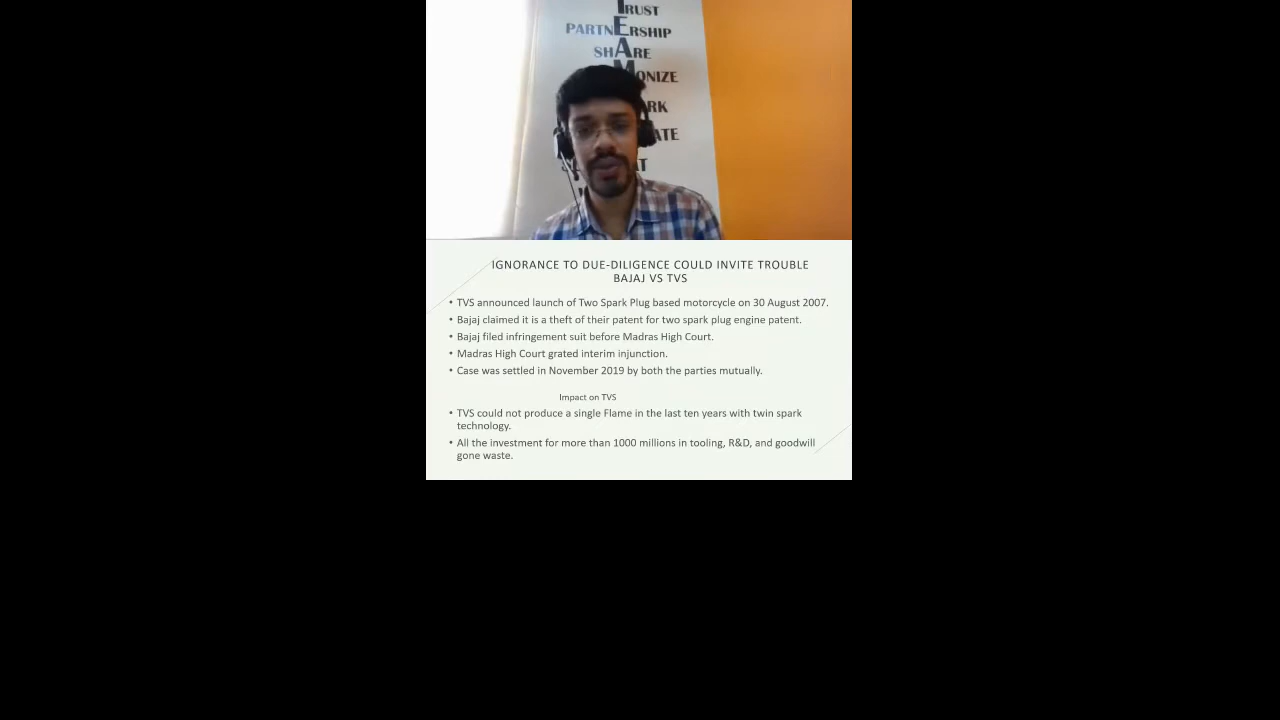 TRUST
PARTNERSHIP
SHARE
ONIZE
RK
ATE
AT
IGNORANCE TO DUE-DILIGENCE COULD INVITE TROUBLE
BAJAJ VS TVS
• TVS announced launch of Two Spark Plug based motorcycle on 30 August 2007.
• Bajaj claimed it is a theft of their patent for two spark plug engine patent.
• Bajaj filed infringement suit before Madras High Court.
• Madras High Court grated interim injunction.
• Case was settled in November 2019 by both the parties mutually.
Impact on TVS
• TVS could not produce a single Flame in the last ten years with twin spark
technology.
• All the investment for more than 1000 millions in tooling, R&D, and goodwill
gone waste.